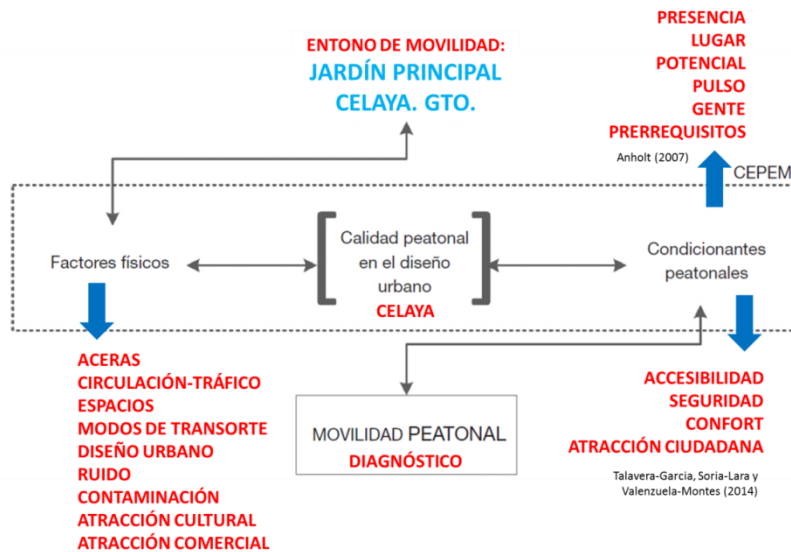 ENTONO DE MOVILIDAD:
JARDÍN PRINCIPAL
CELAYA. GTO.
PRESENCIA
LUGAR
POTENCIAL
PULSO
GENTE
PRERREQUISITOS
Anholt (2007)
CEPEM
Factores físicos
Calidad peatonal
en el diseño
urbano
CELAYA
Condicionantes
peatonales
ACERAS
CIRCULACIÓN-TRÁFICO
ESPACIOS
MODOS DE TRANSORTE
DISEÑO URBANO
RUIDO
CONTAMINACIÓN
ATRACCIÓN CULTURAL
ATRACCIÓN COMERCIAL
MOVILIDAD PEATONAL
DIAGNÓSTICO
ACCESIBILIDAD
SEGURIDAD
CONFORT
ATRACCIÓN CIUDADANA
Talavera-Garcia, Soria-Lara y
Valenzuela-Montes (2014)